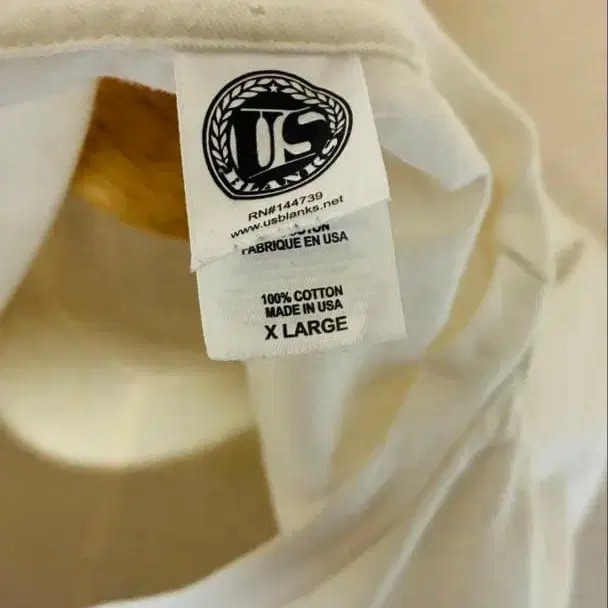 US
BLANKS
RN#144739
www.usblanks.net
FABRIQUE EN USA
100% COTTON
MADE IN USA
X LARGE